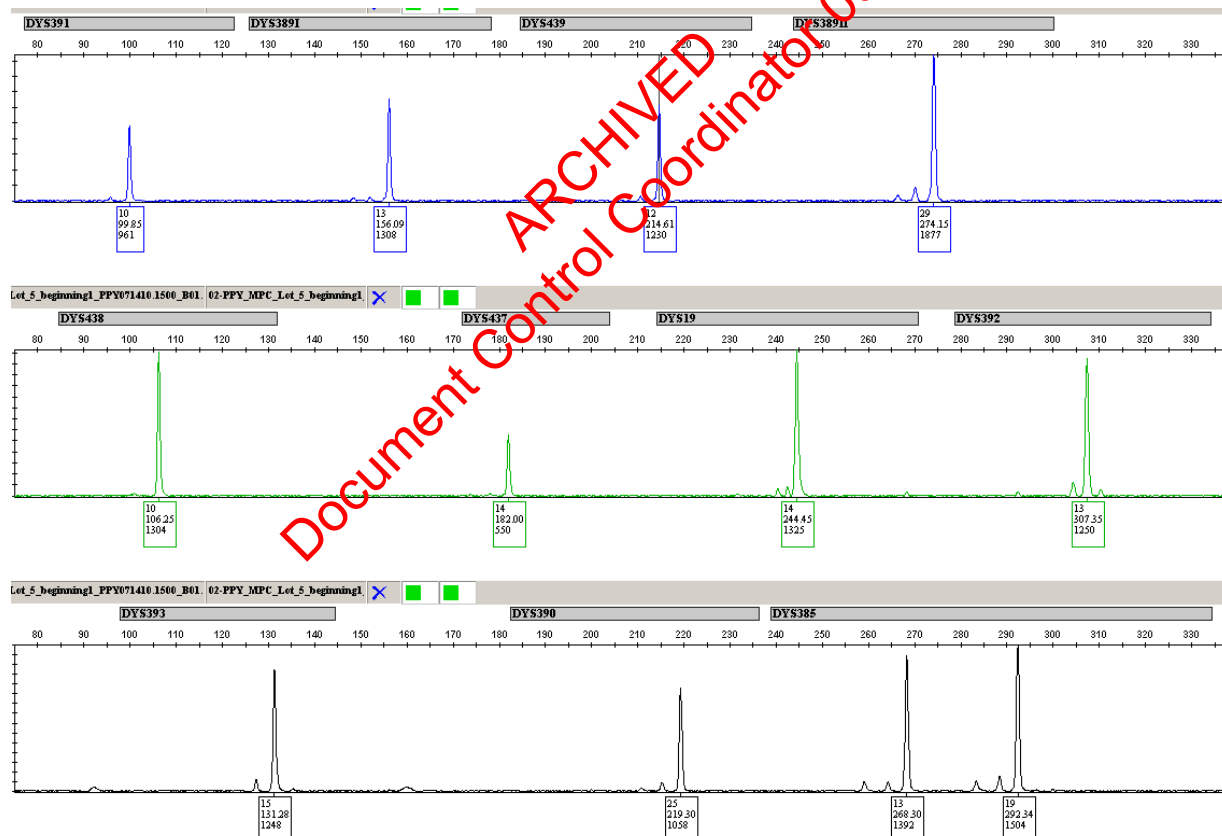 DYS391 DYS389I DYS439 DYS389II
80 90 100 110 120 130 140 150 160 170 180 190 200 210 220 230 240 250 260 270 280 290 300 310 320 330
10 13 12 29
99.85 156.09 214.61 274.15
961 1308 1230 1877
ARCHIVED
Document Control Coordinator
Lot_5_beginning1_PPY071410.1500_B01. 02-PPY_MPC_Lot_5_beginning1
DYS438 DYS437 DYS19 DYS392
80 90 100 110 120 130 140 150 160 170 180 190 200 210 220 230 240 250 260 270 280 290 300 310 320 330
10 14 14 13
106.25 182.00 244.45 307.35
1304 550 1325 1250
Lot_5_beginning1_PPY071410.1500_B01. 02-PPY_MPC_Lot_5_beginning1
DYS393 DYS390 DYS385
80 90 100 110 120 130 140 150 160 170 180 190 200 210 220 230 240 250 260 270 280 290 300 310 320 330
15 25 13 19
131.28 219.30 268.30 292.34
1248 1058 1392 1504